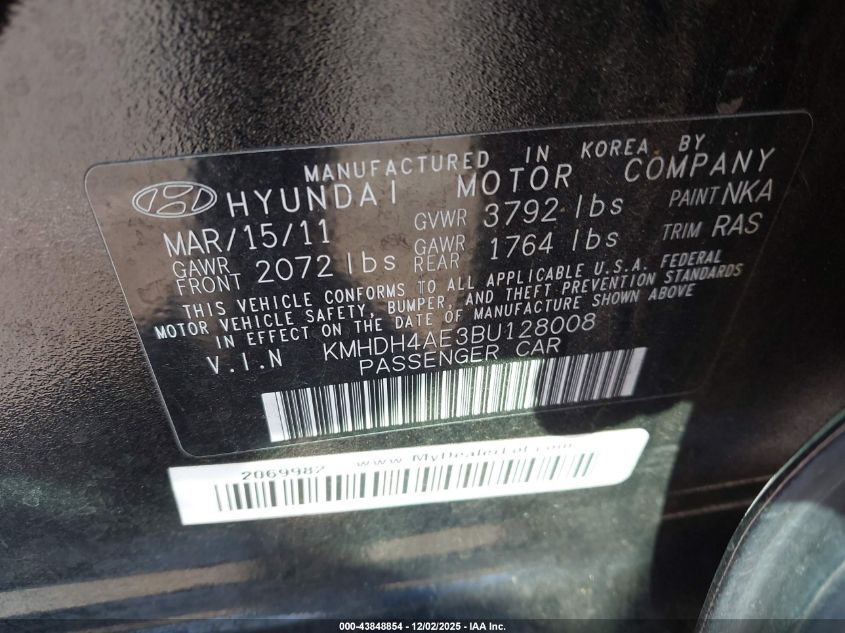 MANUFACTURED IN KOREA BY
HYUNDAI MOTOR COMPANY
MAR/15/11 GVWR 3792 lbs PAINT NKA
GAWR FRONT 2072 lbs GAWR REAR 1764 lbs TRIM RAS
THIS VEHICLE CONFORMS TO ALL APPLICABLE U.S.A. FEDERAL
MOTOR VEHICLE SAFETY, BUMPER, AND THEFT PREVENTION STANDARDS
IN EFFECT ON THE DATE OF MANUFACTURE SHOWN ABOVE
V.I.N KMHDH4AE3BU128008
PASSENGER CAR
2069982 www.MyDealerLot.com
000-43848854 • 12/02/2025 • IAA Inc.